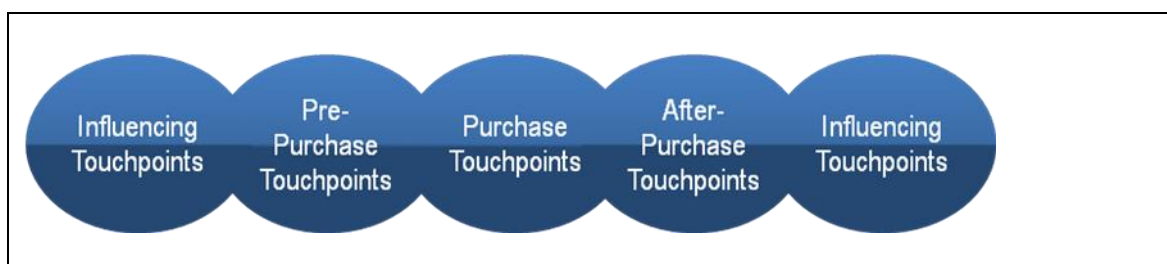 Influencing
Touchpoints
Pre-
Purchase
Touchpoints
Purchase
Touchpoints
After-
Purchase
Touchpoints
Influencing
Touchpoints